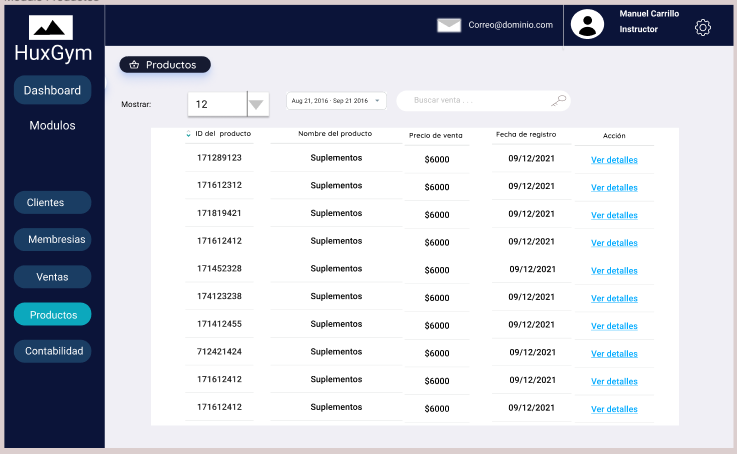 Modulo Productos
HuxGym
Correo@dominio.com
Manuel Carrillo
Instructor
Dashboard
Modulos
Clientes
Membresias
Ventas
Productos
Contabilidad
Productos
Mostrar:
12
Aug 21, 2016 - Sep 21 2016
Buscar venta . . .
ID del producto Nombre del producto Precio de venta Fecha de registro Acción
171289123 Suplementos $6000 09/12/2021 Ver detalles
171612312 Suplementos $6000 09/12/2021 Ver detalles
171819421 Suplementos $6000 09/12/2021 Ver detalles
171612412 Suplementos $6000 09/12/2021 Ver detalles
171452328 Suplementos $6000 09/12/2021 Ver detalles
174123238 Suplementos $6000 09/12/2021 Ver detalles
171412455 Suplementos $6000 09/12/2021 Ver detalles
712421424 Suplementos $6000 09/12/2021 Ver detalles
171612412 Suplementos $6000 09/12/2021 Ver detalles
171612412 Suplementos $6000 09/12/2021 Ver detalles